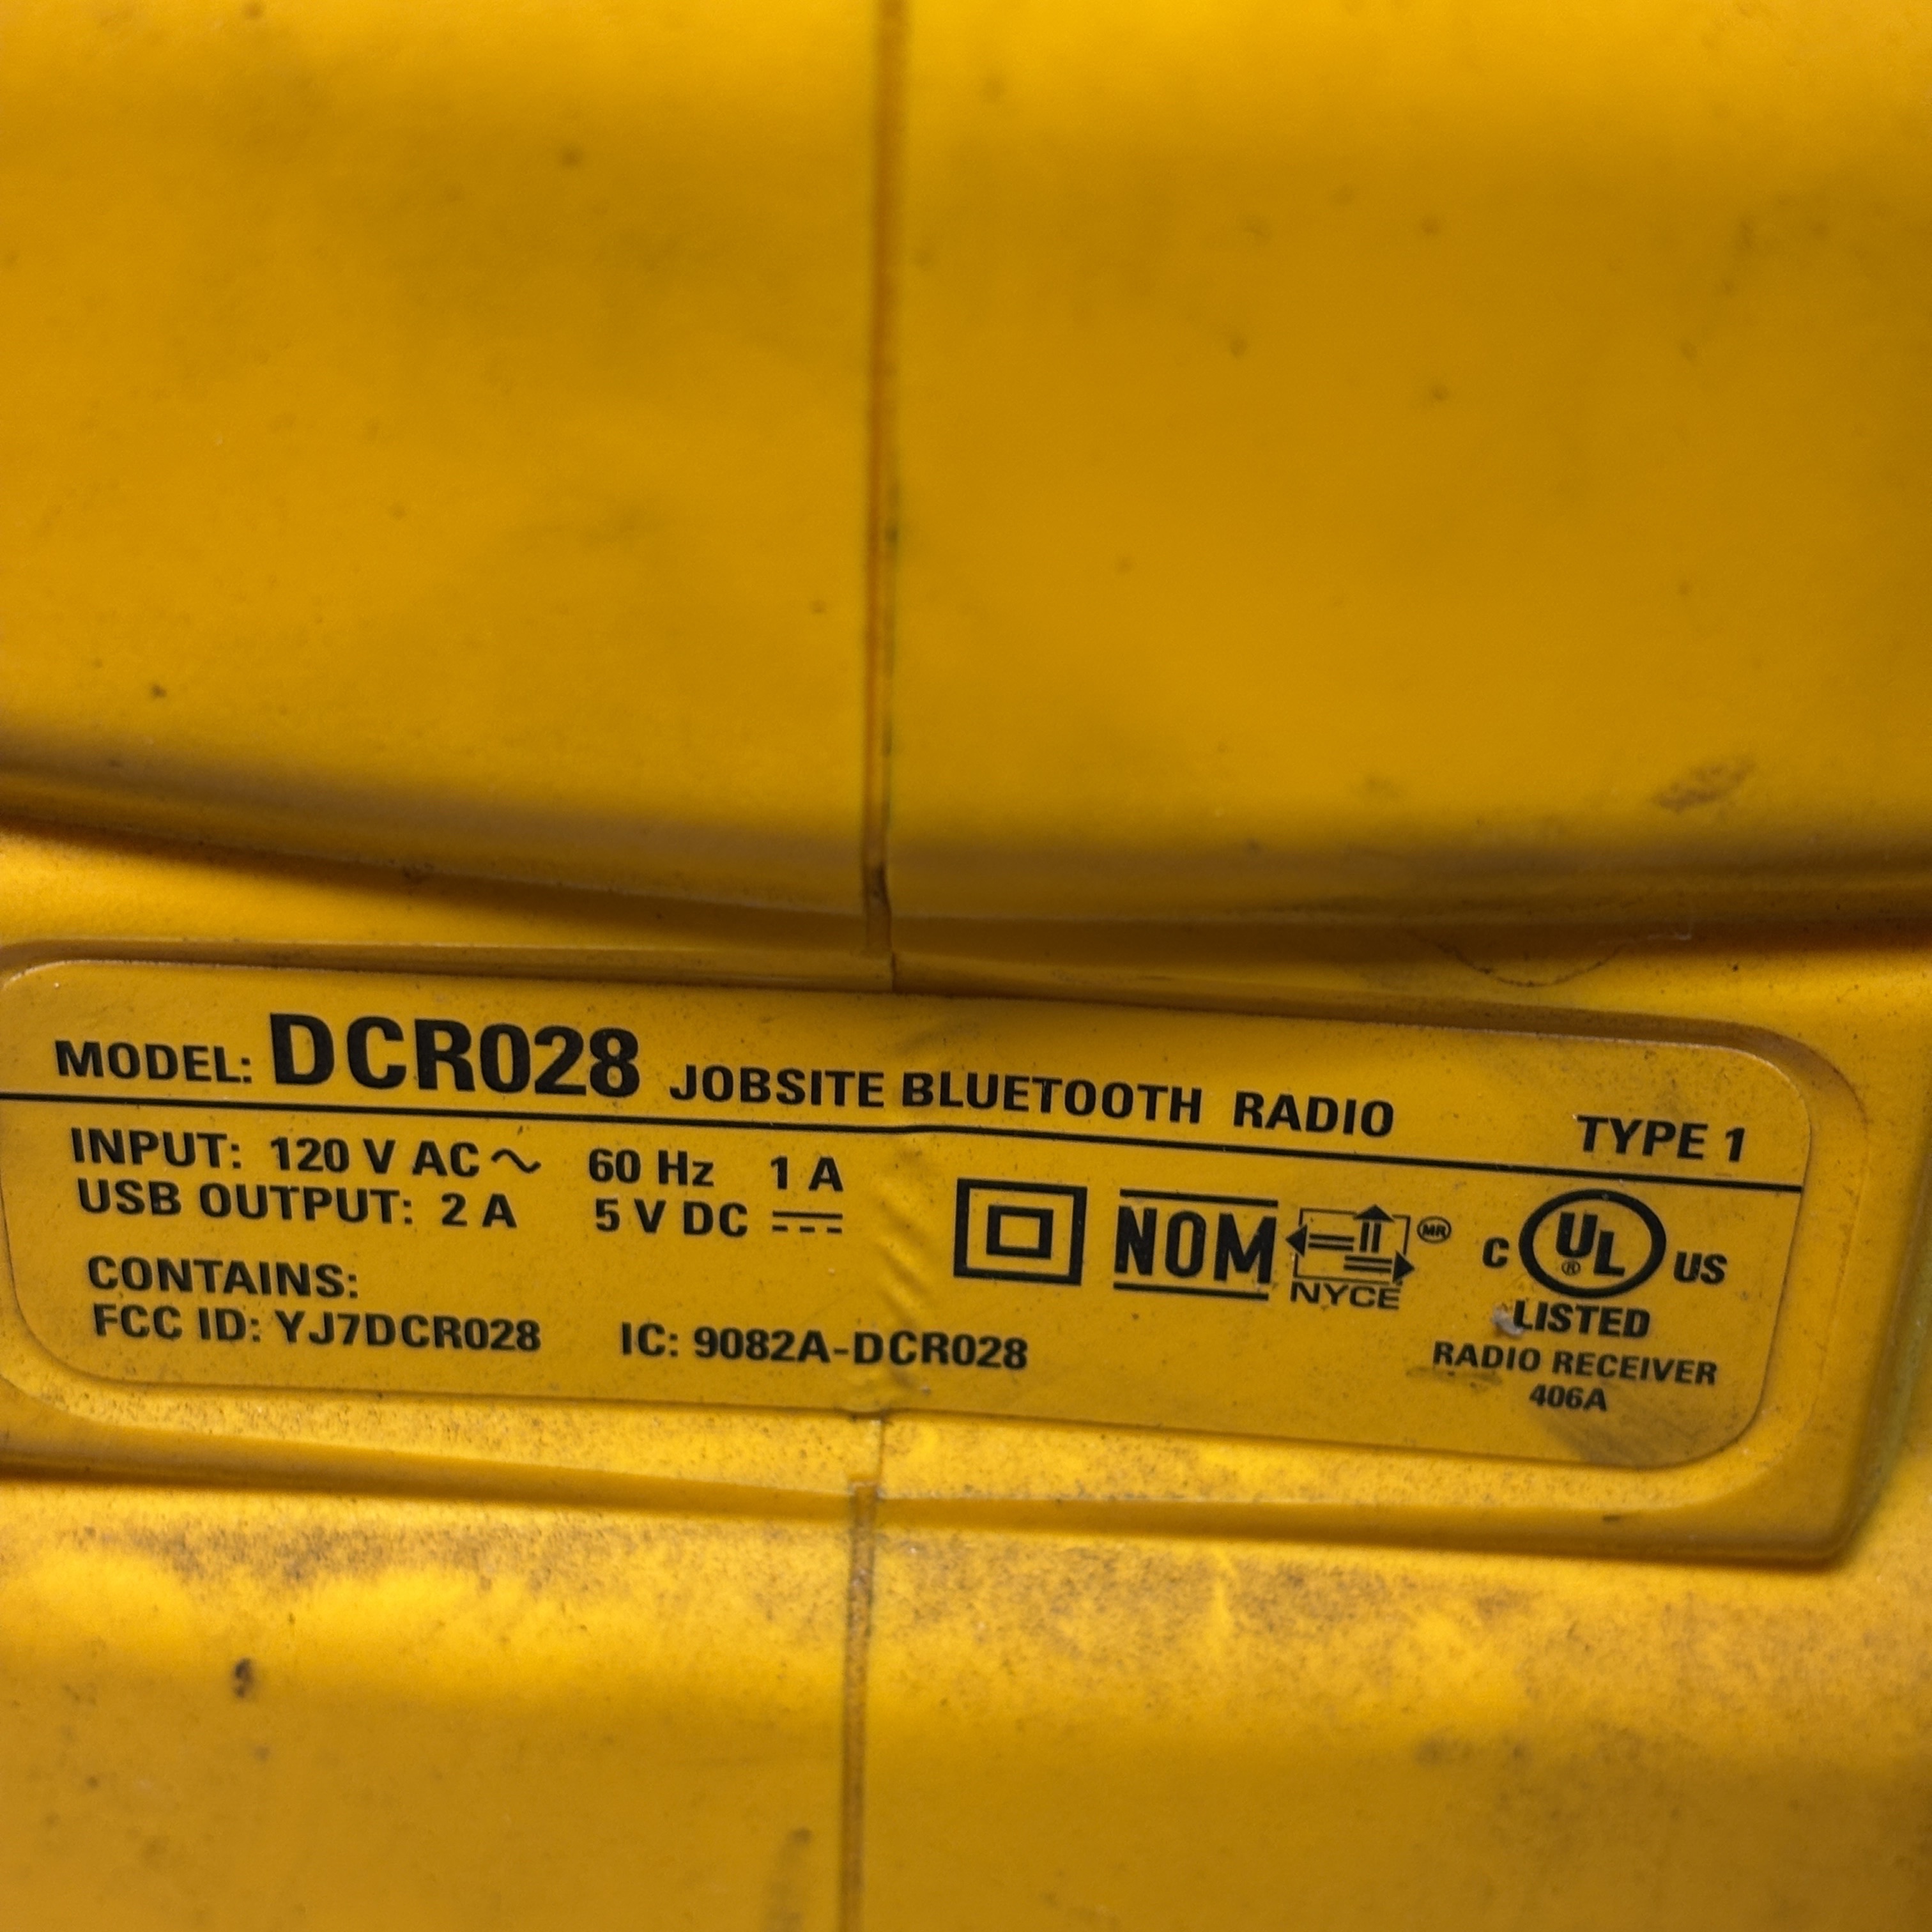 MODEL: DCR028 JOBSITE BLUETOOTH RADIO TYPE 1
INPUT: 120 V AC ~ 60 Hz 1 A
USB OUTPUT: 2 A 5 V DC ⎓
CONTAINS:
FCC ID: YJ7DCR028 IC: 9082A-DCR028
NOM
NYCE MR
C UL® US
LISTED
RADIO RECEIVER
406A